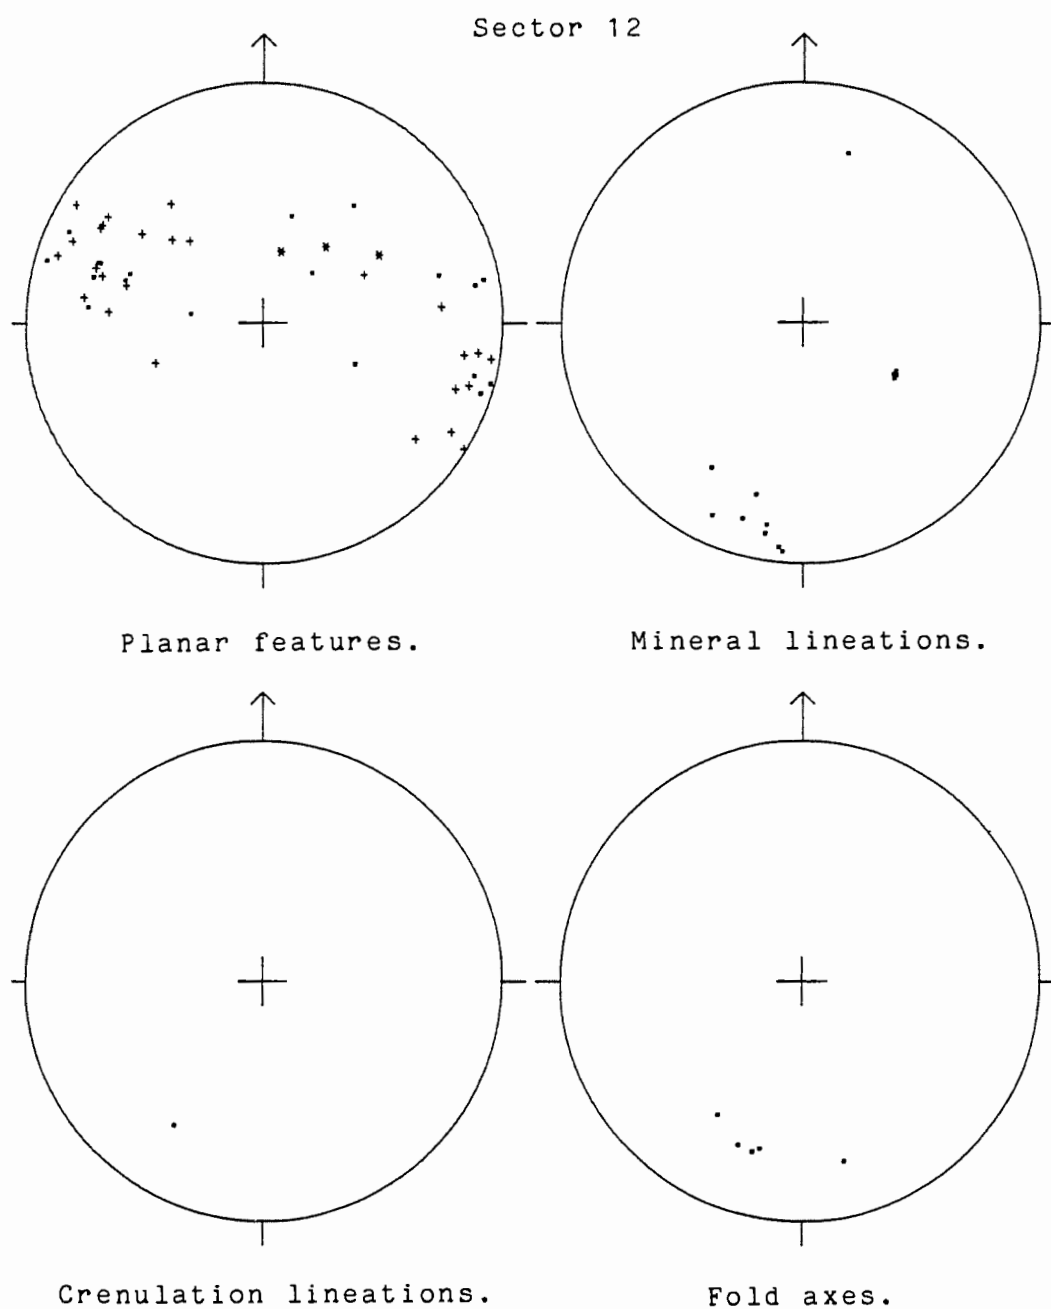 Sector 12
Planar features.
Mineral lineations.
Crenulation lineations.
Fold axes.